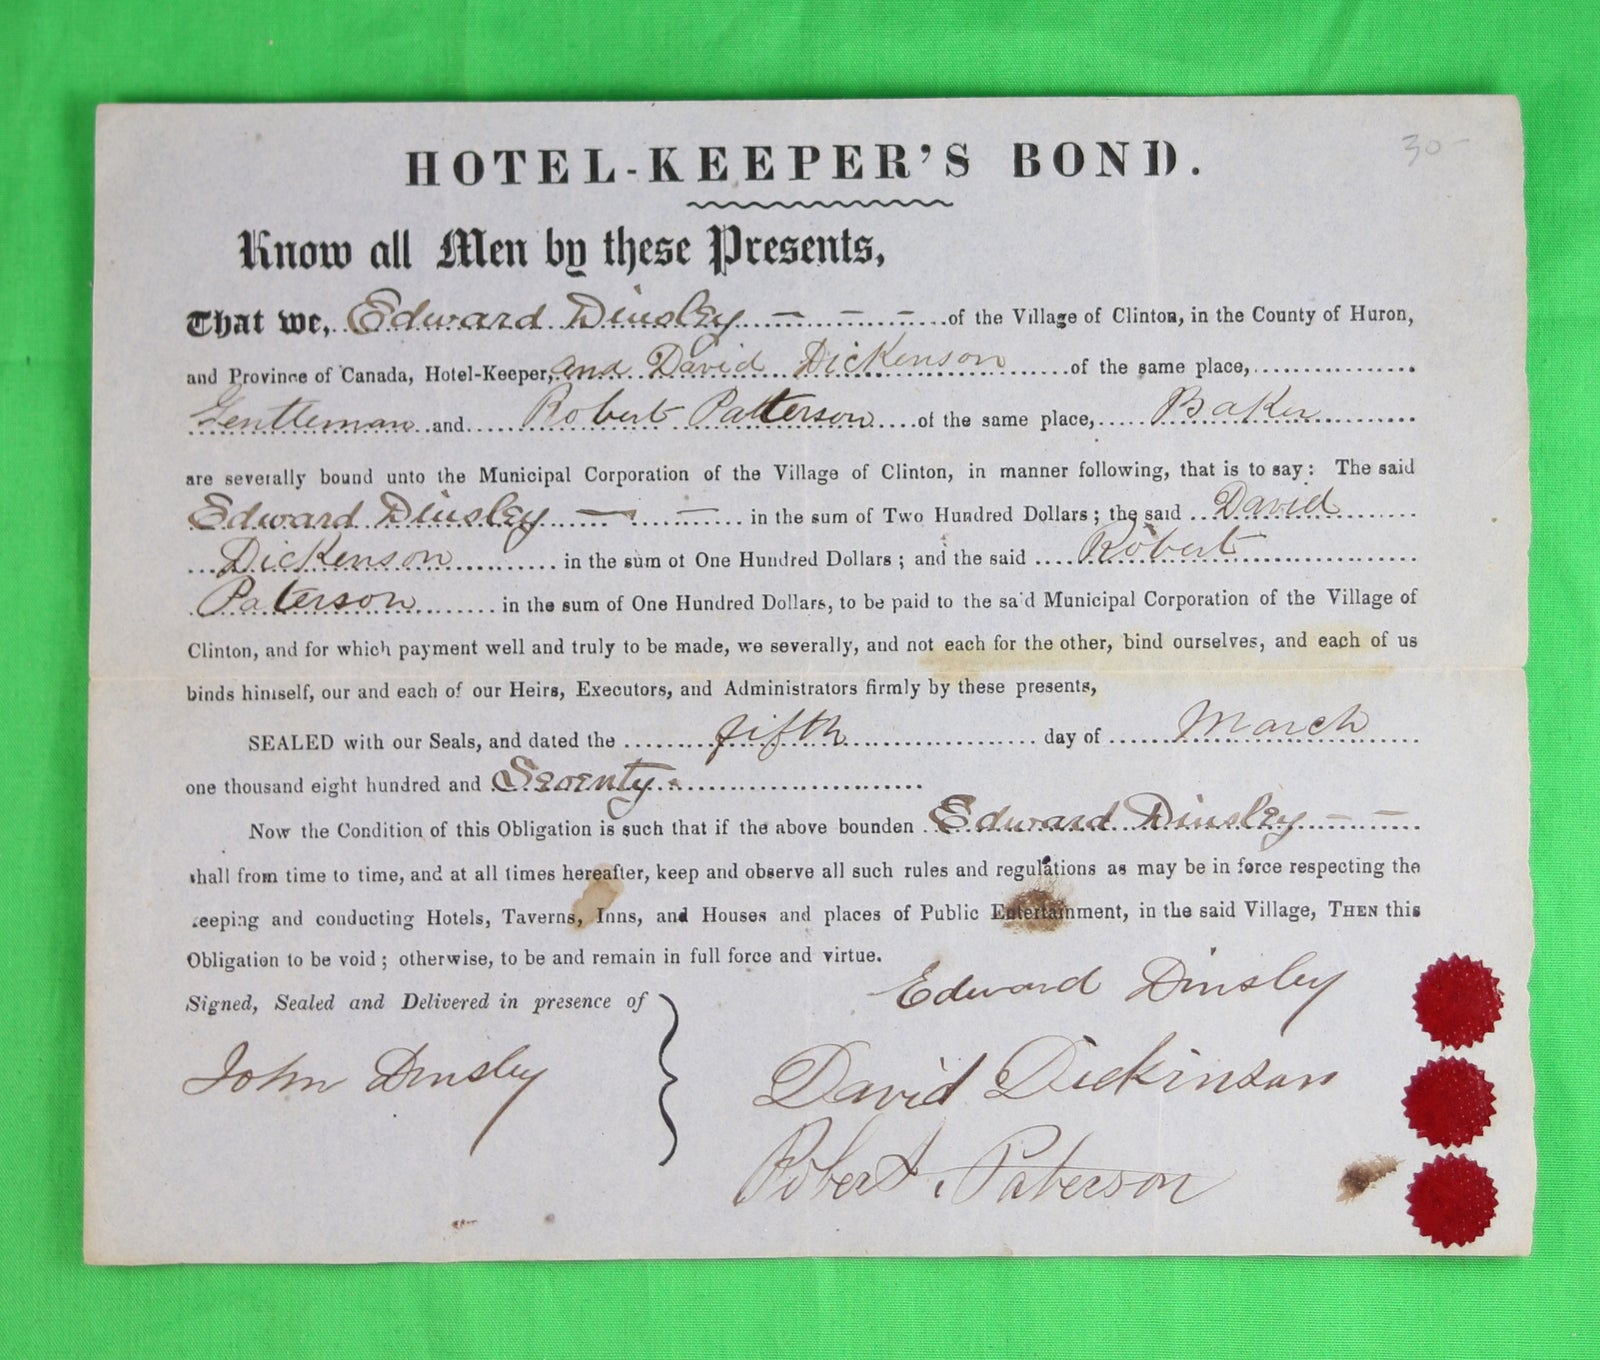 30-
HOTEL-KEEPER'S BOND.
Know all Men by these Presents,
That we, Edward Dinsley of the Village of Clinton, in the County of Huron,
and Province of Canada, Hotel-Keeper, and David Dickenson of the same place,
Gentleman and Robert Patterson of the same place, Baker
are severally bound unto the Municipal Corporation of the Village of Clinton, in manner following, that is to say: The said
Edward Dinsley in the sum of Two Hundred Dollars; the said David
Dickenson in the sum of One Hundred Dollars; and the said Robert
Paterson in the sum of One Hundred Dollars, to be paid to the said Municipal Corporation of the Village of
Clinton, and for which payment well and truly to be made, we severally, and not each for the other, bind ourselves, and each of us
binds himself, our and each of our Heirs, Executors, and Administrators firmly by these presents,
SEALED with our Seals, and dated the fifth day of March
one thousand eight hundred and Seventy
Now the Condition of this Obligation is such that if the above bounden Edward Dinsley
shall from time to time, and at all times hereafter, keep and observe all such rules and regulations as may be in force respecting the
keeping and conducting Hotels, Taverns, Inns, and Houses and places of Public Entertainment, in the said Village, THEN this
Obligation to be void; otherwise, to be and remain in full force and virtue.
Signed, Sealed and Delivered in presence of
John Dinsley
Edward Dinsley
David Dickinson
Robert Paterson